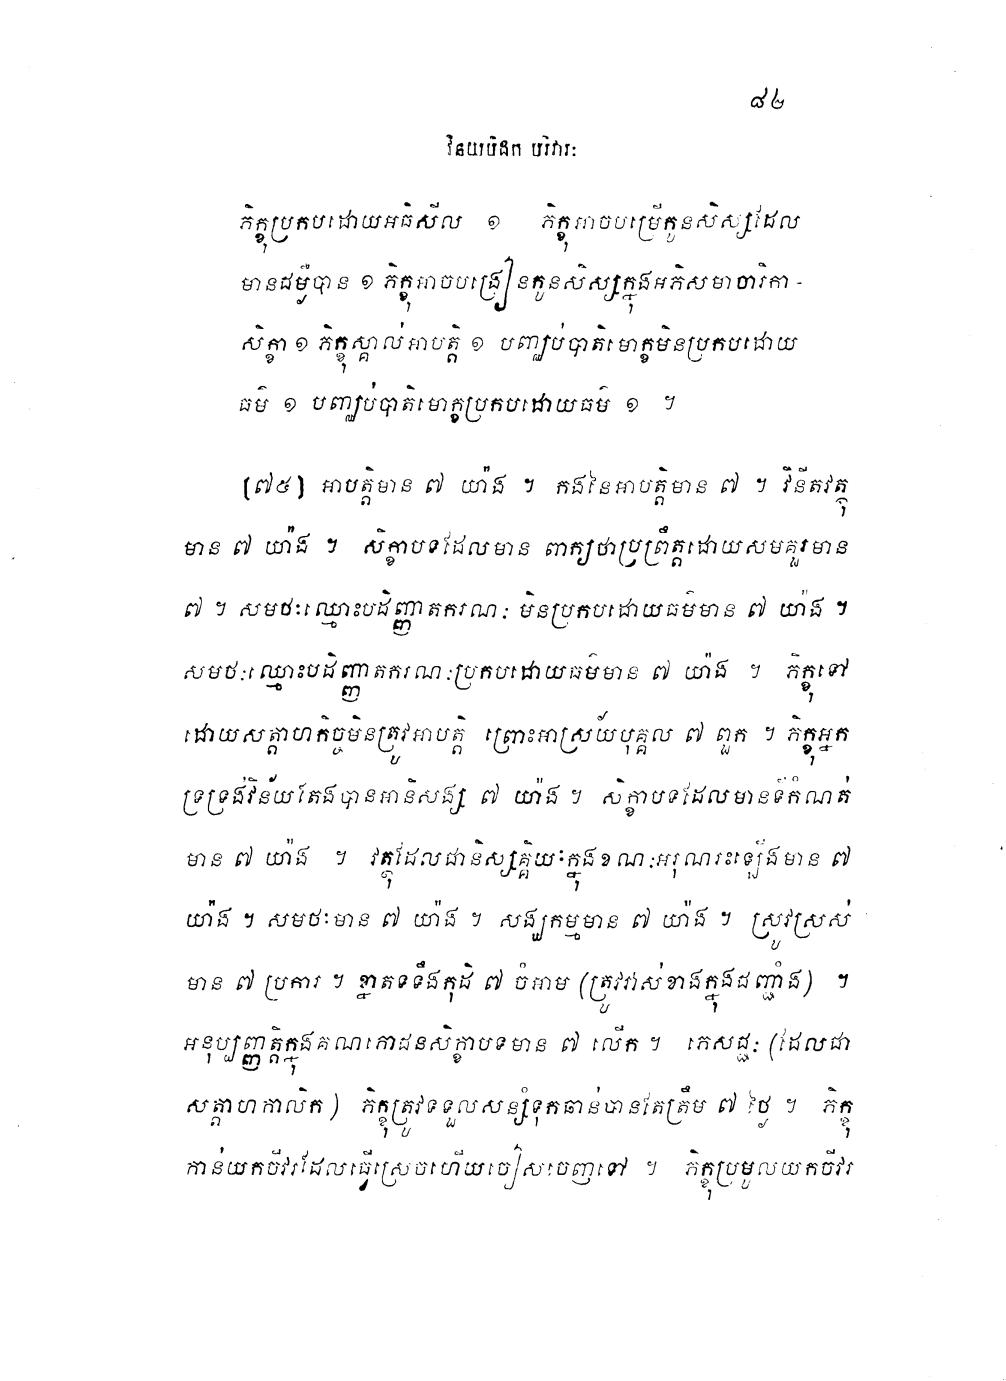 ៨២
វិនយបិដក បរិវារៈ
ភិក្ខុប្រកបដោយអធិសីល ១ ភិក្ខុអាចបម្រើកូនសិស្សដែល
មានជម្ងឺបាន ១ ភិក្ខុអាចបង្រៀនកូនសិស្សក្នុងអភិសមាចារិកា-
សិក្ខា ១ ភិក្ខុស្គាល់អាបត្តិ ១ បញ្ឈប់បាតិមោក្ខមិនប្រកបដោយ
ធម៌ ១ បញ្ឈប់បាតិមោក្ខប្រកបដោយធម៌ ១ ។
(៧៥) អាបត្តិមាន ៧ យ៉ាង ។ កងនៃអាបត្តិមាន ៧ ។ វិនីតវត្ថុ
មាន ៧ យ៉ាង ។ សិក្ខាបទដែលមាន ពាក្យថាប្រព្រឹត្តដោយសមគួរមាន
៧ ។ សមថៈឈ្មោះបដិញ្ញាតករណៈ មិនប្រកបដោយធម៌មាន ៧ យ៉ាង ។
សមថៈឈ្មោះបដិញ្ញាតករណៈប្រកបដោយធម៌មាន ៧ យ៉ាង ។ ភិក្ខុទៅ
ដោយសត្តាហកិច្ចមិនត្រូវអាបត្តិ ព្រោះអាស្រ័យបុគ្គល ៧ ពួក ។ ភិក្ខុអ្នក
ទ្រទ្រង់វិន័យតែងបានអានិសង្ស ៧ យ៉ាង ។ សិក្ខាបទដែលមានទីកំណត់
មាន ៧ យ៉ាង ។ វត្ថុដែលជានិស្សគ្គិយៈក្នុងខណៈអរុណរះឡើងមាន ៧
យ៉ាង ។ សមថៈមាន ៧ យ៉ាង ។ សង្ឃកម្មមាន ៧ យ៉ាង ។ ស្រូវស្រស់
មាន ៧ ប្រការ ។ ខ្នាតទទឹងកុដិ ៧ ចំអាម (ត្រូវវាស់ខាងក្នុងជញ្ជាំង) ។
អនុប្បញ្ញត្តិក្នុងគណភោជនសិក្ខាបទមាន ៧ លើក ។ ភេសជ្ជៈ (ដែលជា
សត្តាហកាលិក) ភិក្ខុត្រូវទទួលសន្សំទុកឆាន់បានតែត្រឹម ៧ ថ្ងៃ ។ ភិក្ខុ
កាន់យកចីវរដែលធ្វើស្រេចហើយចៀសចេញទៅ ។ ភិក្ខុប្រមូលយកចីវរ